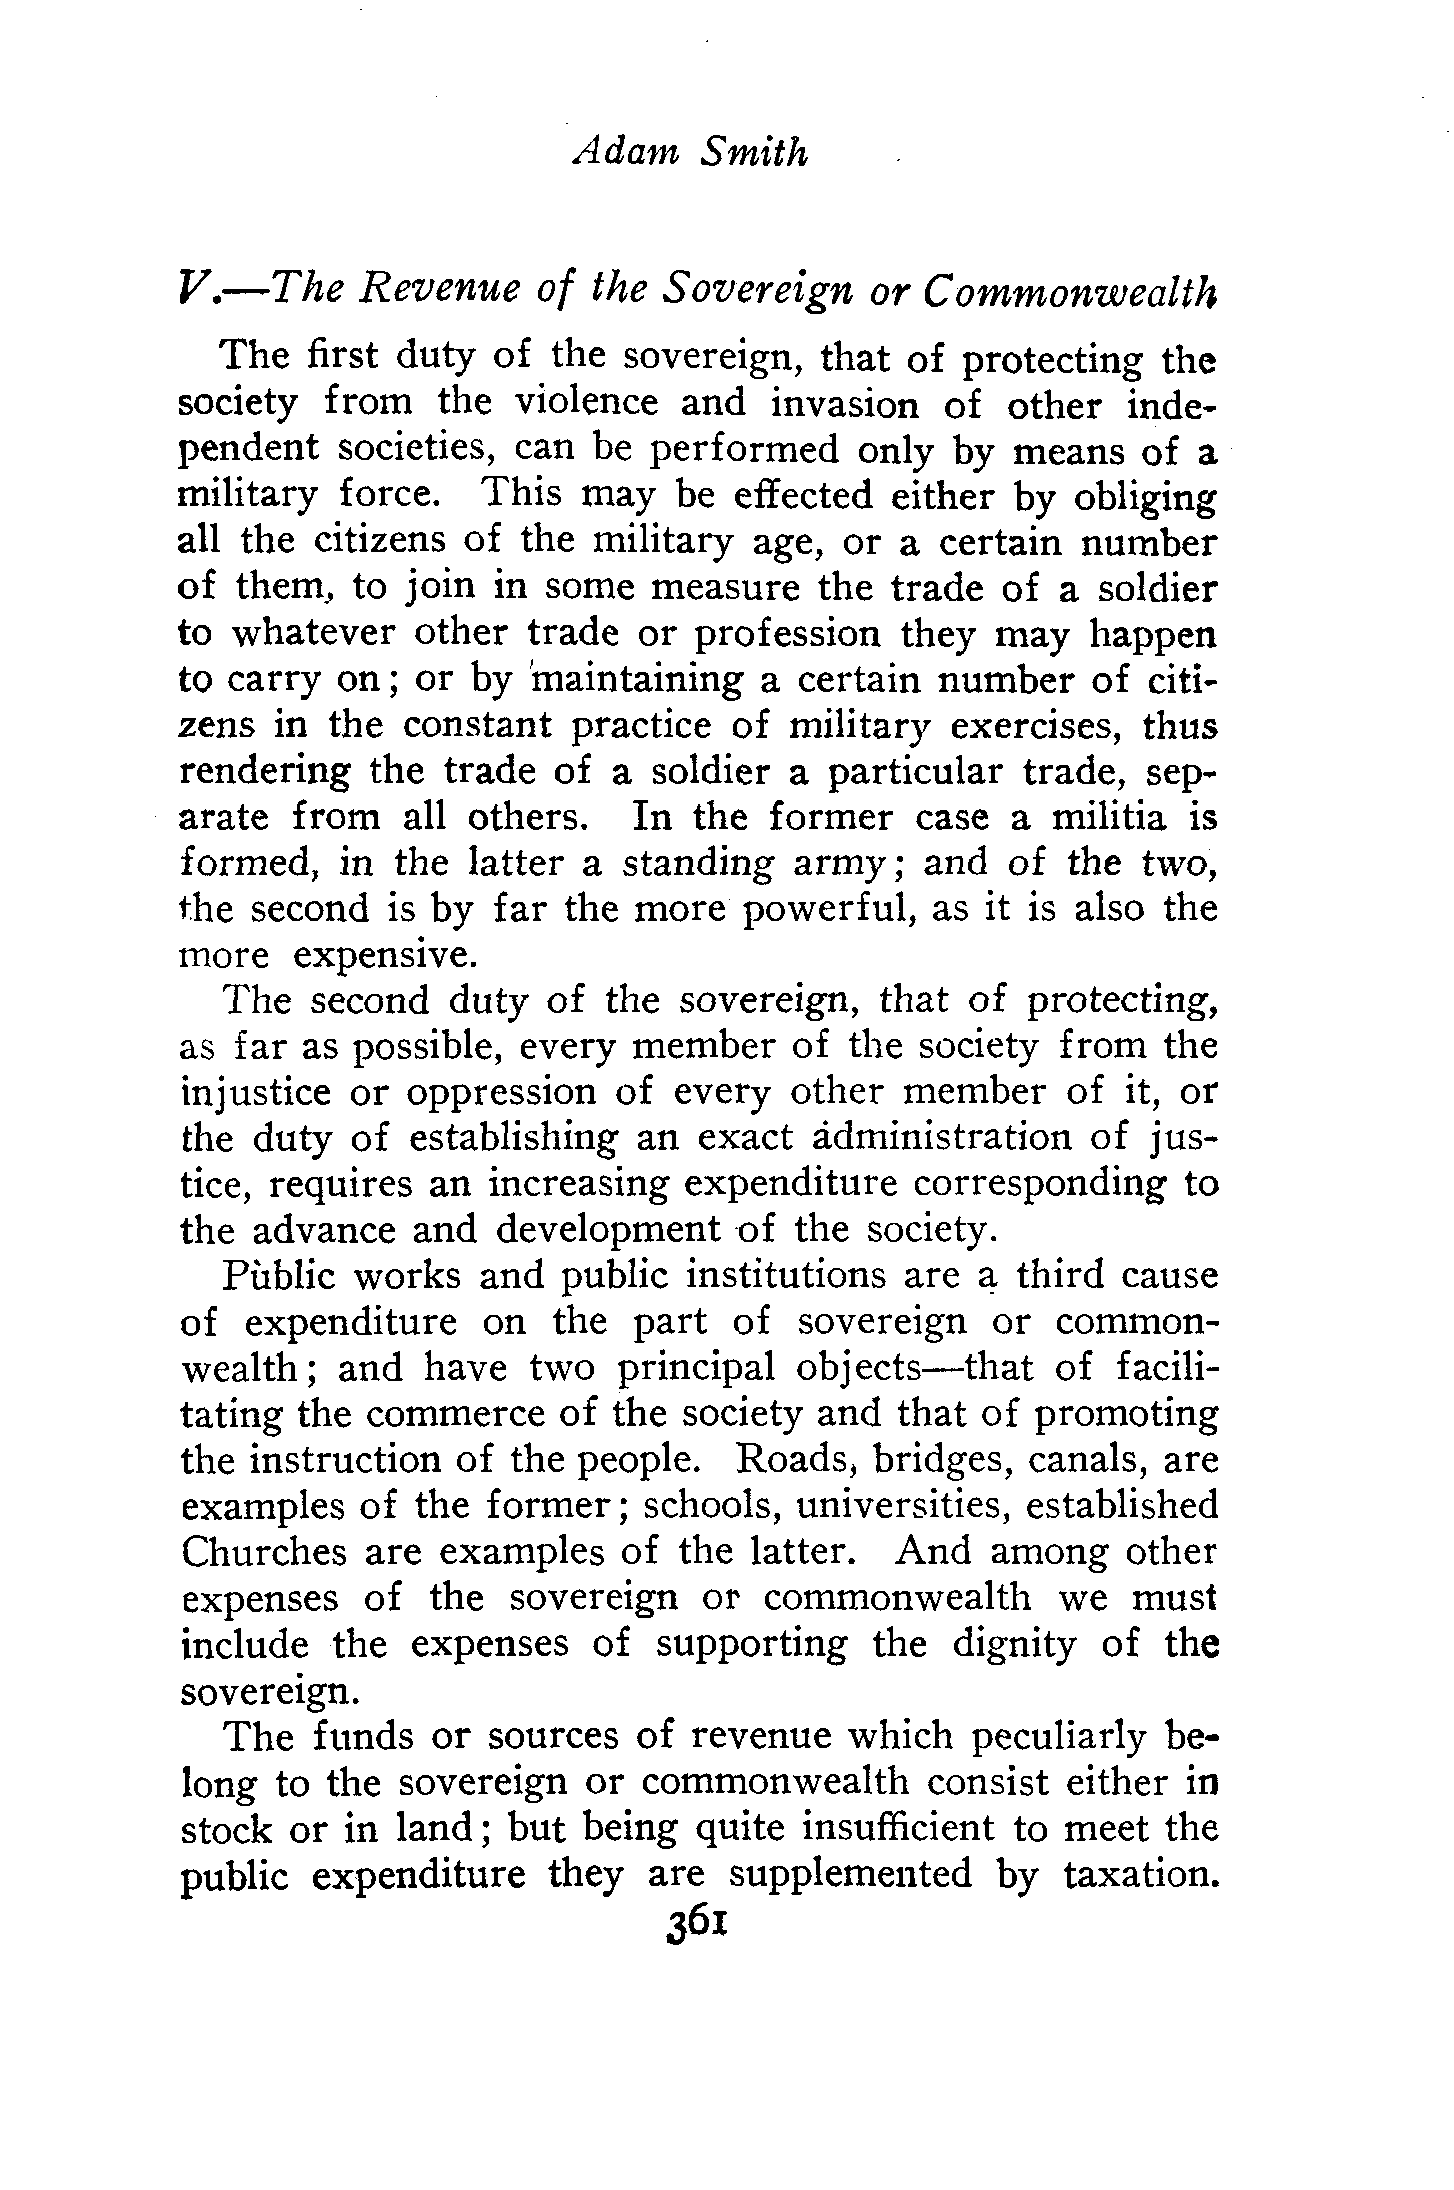 Adam Smith
V.—The Revenue of the Sovereign or Commonwealth
The first duty of the sovereign, that of protecting the
society from the violence and invasion of other inde-
pendent societies, can be performed only by means of a
military force. This may be effected either by obliging
all the citizens of the military age, or a certain number
of them, to join in some measure the trade of a soldier
to whatever other trade or profession they may happen
to carry on; or by maintaining a certain number of citi-
zens in the constant practice of military exercises, thus
rendering the trade of a soldier a particular trade, sep-
arate from all others. In the former case a militia is
formed, in the latter a standing army; and of the two,
the second is by far the more powerful, as it is also the
more expensive.
The second duty of the sovereign, that of protecting,
as far as possible, every member of the society from the
injustice or oppression of every other member of it, or
the duty of establishing an exact administration of jus-
tice, requires an increasing expenditure corresponding to
the advance and development of the society.
Public works and public institutions are a third cause
of expenditure on the part of sovereign or common-
wealth; and have two principal objects—that of facili-
tating the commerce of the society and that of promoting
the instruction of the people. Roads, bridges, canals, are
examples of the former; schools, universities, established
Churches are examples of the latter. And among other
expenses of the sovereign or commonwealth we must
include the expenses of supporting the dignity of the
sovereign.
The funds or sources of revenue which peculiarly be-
long to the sovereign or commonwealth consist either in
stock or in land; but being quite insufficient to meet the
public expenditure they are supplemented by taxation.
361